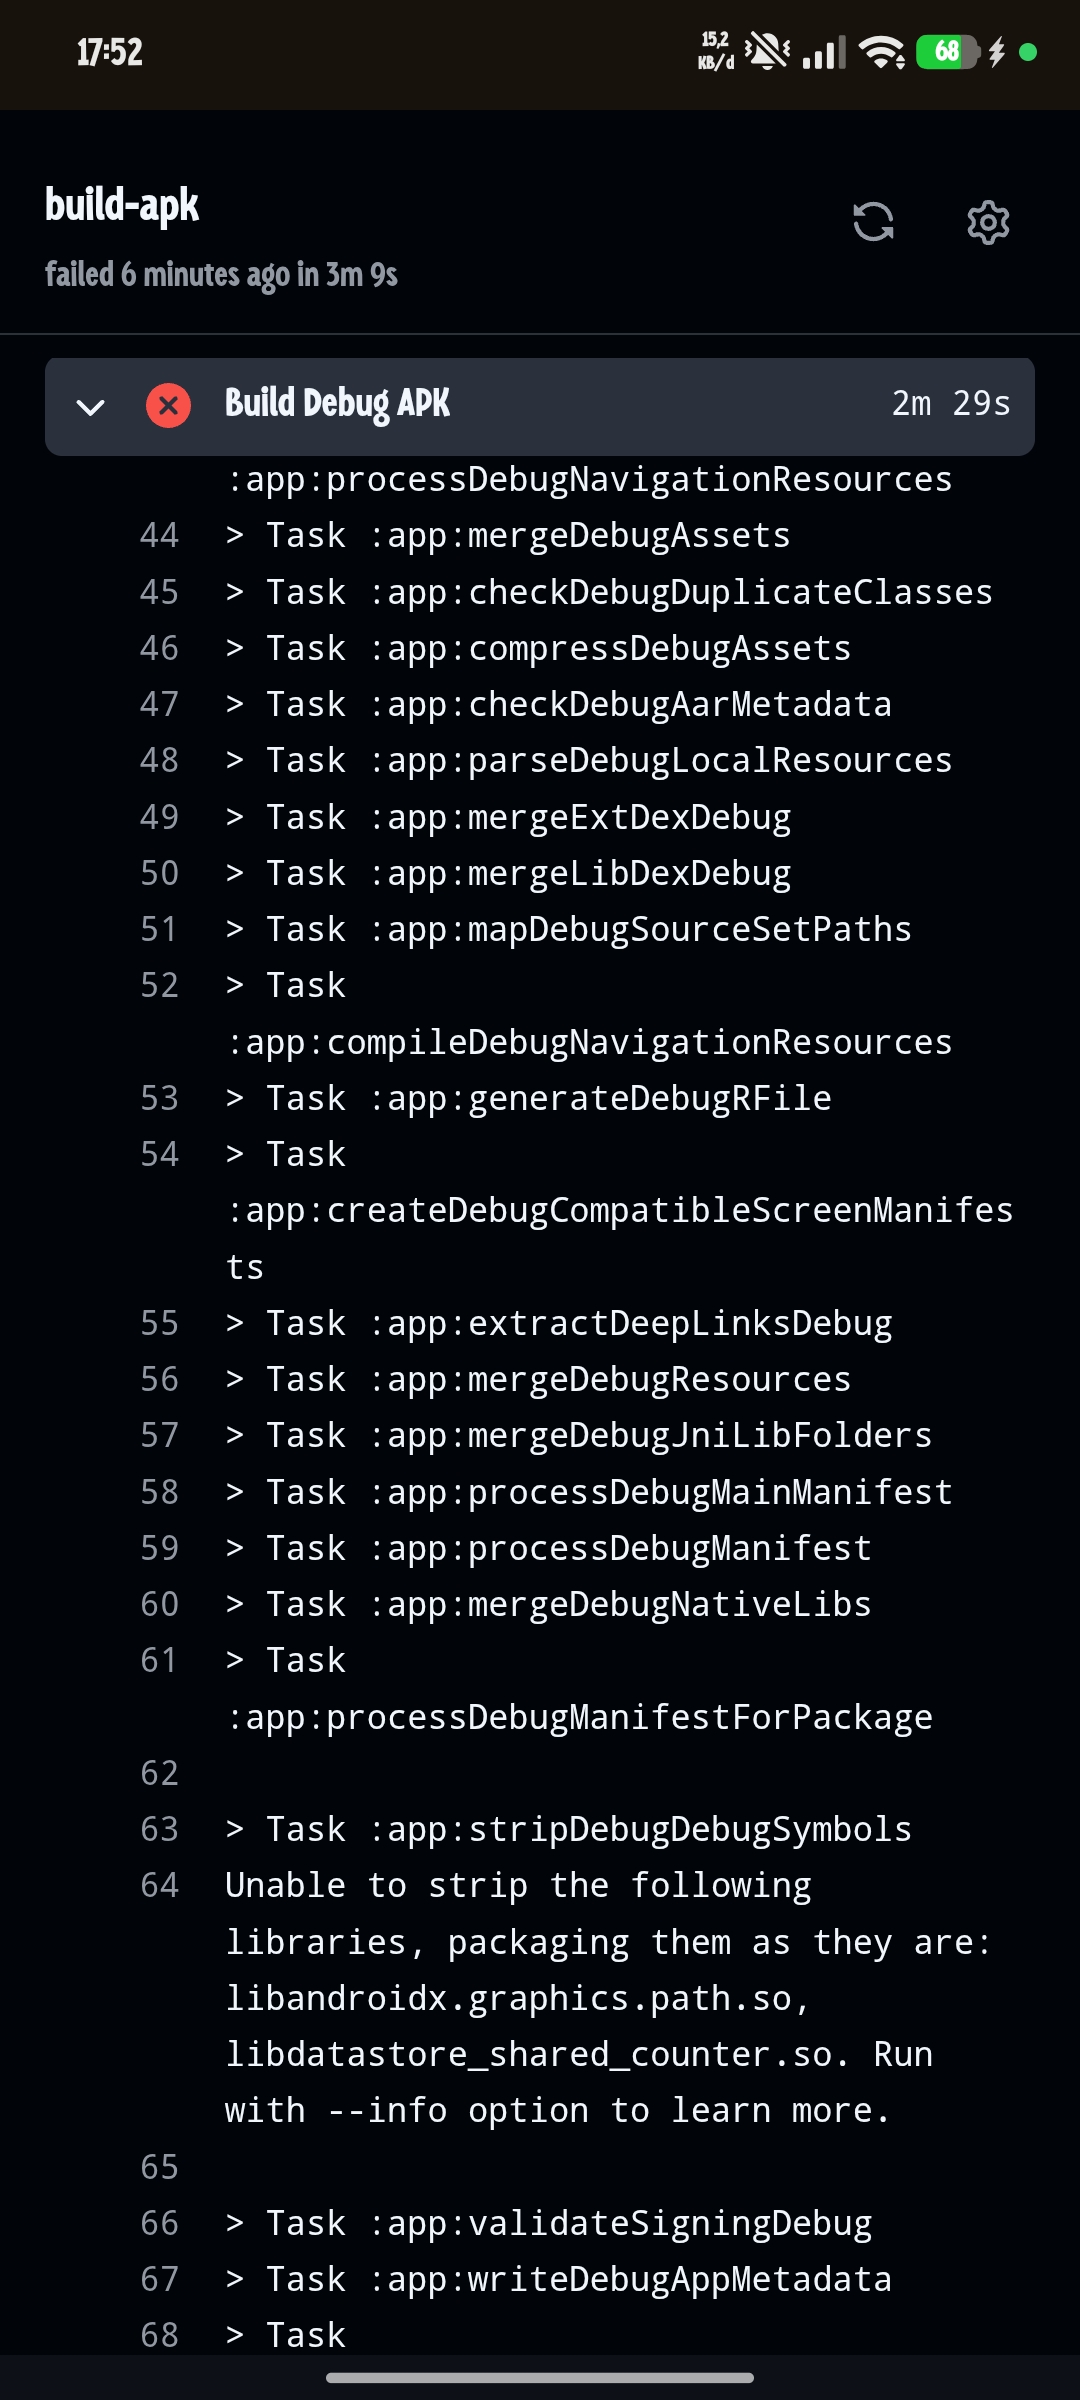 17:52
15,2
KB/d
68
build-apk
failed 6 minutes ago in 3m 9s
Build Debug APK 2m 29s
:app:processDebugNavigationResources
44 > Task :app:mergeDebugAssets
45 > Task :app:checkDebugDuplicateClasses
46 > Task :app:compressDebugAssets
47 > Task :app:checkDebugAarMetadata
48 > Task :app:parseDebugLocalResources
49 > Task :app:mergeExtDexDebug
50 > Task :app:mergeLibDexDebug
51 > Task :app:mapDebugSourceSetPaths
52 > Task
:app:compileDebugNavigationResources
53 > Task :app:generateDebugRFile
54 > Task
:app:createDebugCompatibleScreenManifes
ts
55 > Task :app:extractDeepLinksDebug
56 > Task :app:mergeDebugResources
57 > Task :app:mergeDebugJniLibFolders
58 > Task :app:processDebugMainManifest
59 > Task :app:processDebugManifest
60 > Task :app:mergeDebugNativeLibs
61 > Task
:app:processDebugManifestForPackage
62
63 > Task :app:stripDebugDebugSymbols
64 Unable to strip the following
libraries, packaging them as they are:
libandroidx.graphics.path.so,
libdatastore_shared_counter.so. Run
with --info option to learn more.
65
66 > Task :app:validateSigningDebug
67 > Task :app:writeDebugAppMetadata
68 > Task